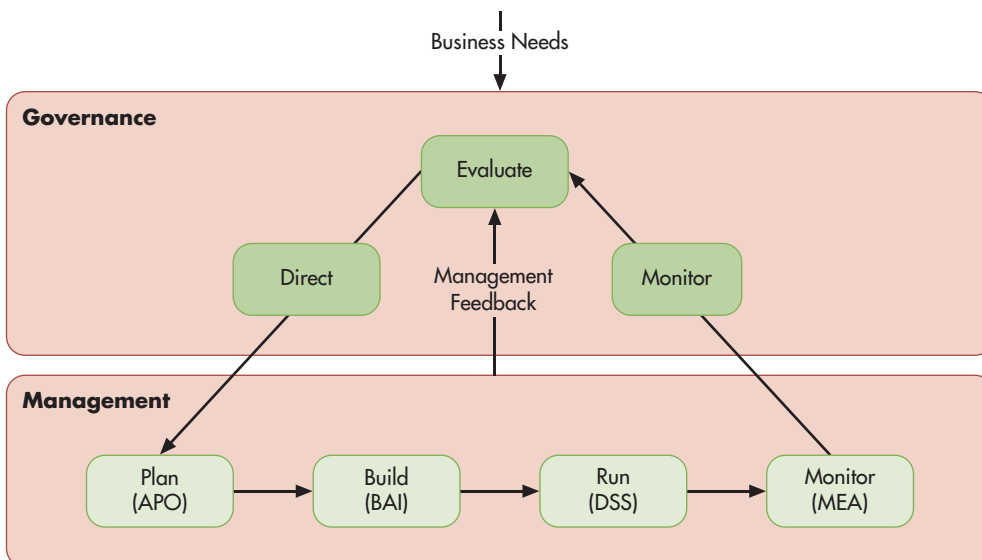 Business Needs
Governance
Evaluate
Direct
Management
Feedback
Monitor
Management
Plan
(APO)
Build
(BAI)
Run
(DSS)
Monitor
(MEA)